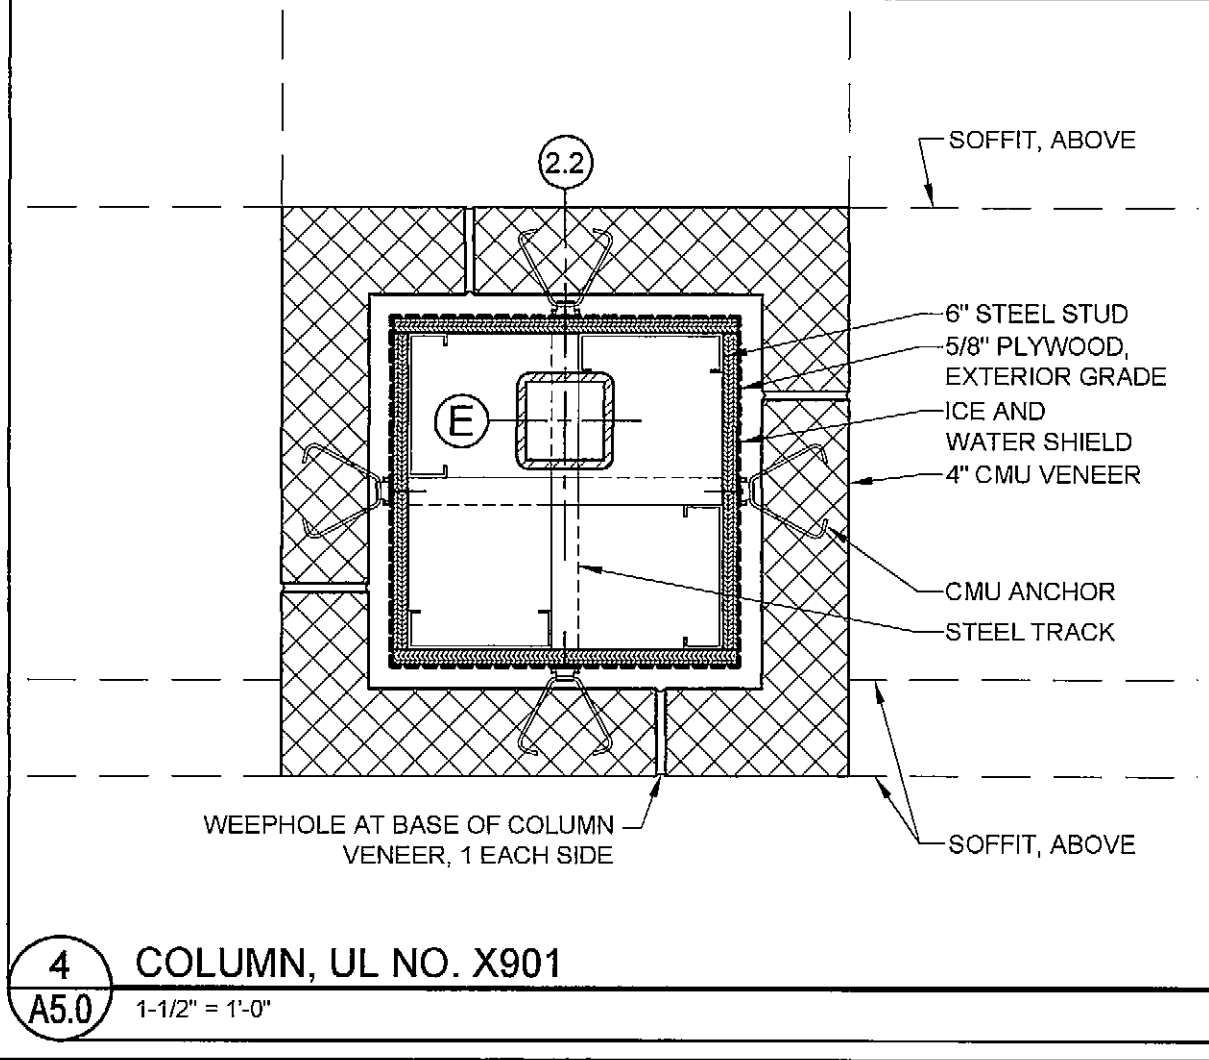 SOFFIT, ABOVE
2.2
6" STEEL STUD
5/8" PLYWOOD,
EXTERIOR GRADE
E
ICE AND
WATER SHIELD
4" CMU VENEER
CMU ANCHOR
STEEL TRACK
WEEPHOLE AT BASE OF COLUMN
VENEER, 1 EACH SIDE
SOFFIT, ABOVE
4
A5.0
COLUMN, UL NO. X901
1-1/2" = 1'-0"